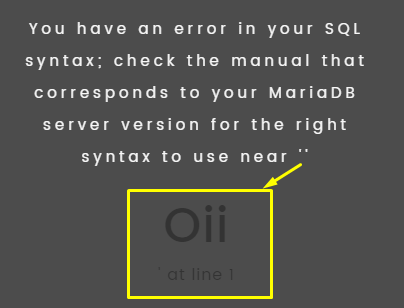 You have an error in your SQL
syntax; check the manual that
corresponds to your MariaDB
server version for the right
syntax to use near ''
Oii
' at line 1